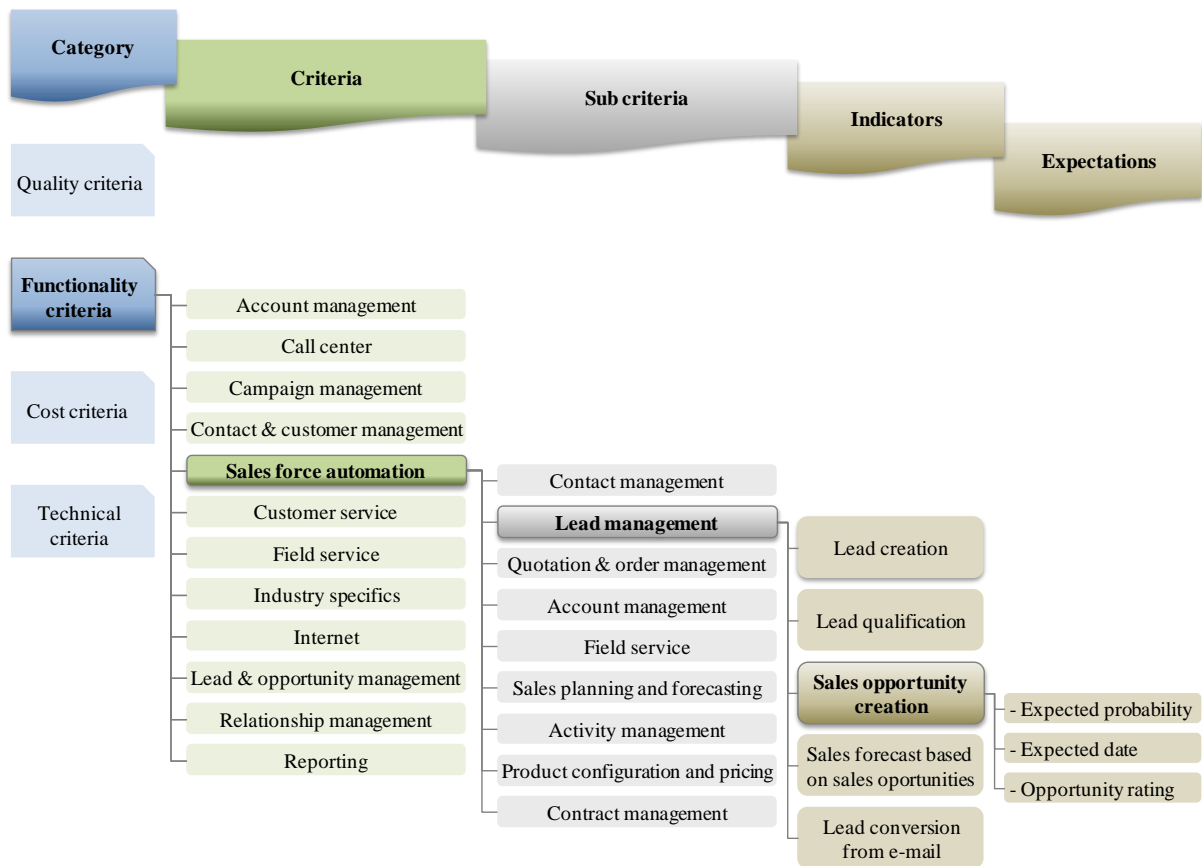 Category
Criteria
Sub criteria
Indicators
Expectations
Quality criteria
Functionality
criteria
Cost criteria
Technical
criteria
Account management
Call center
Campaign management
Contact & customer management
Sales force automation
Customer service
Field service
Industry specifics
Internet
Lead & opportunity management
Relationship management
Reporting
Contact management
Lead management
Quotation & order management
Account management
Field service
Sales planning and forecasting
Activity management
Product configuration and pricing
Contract management
Lead creation
Lead qualification
Sales opportunity
creation
Sales forecast based
on sales oportunities
Lead conversion
from e-mail
- Expected probability
- Expected date
- Opportunity rating